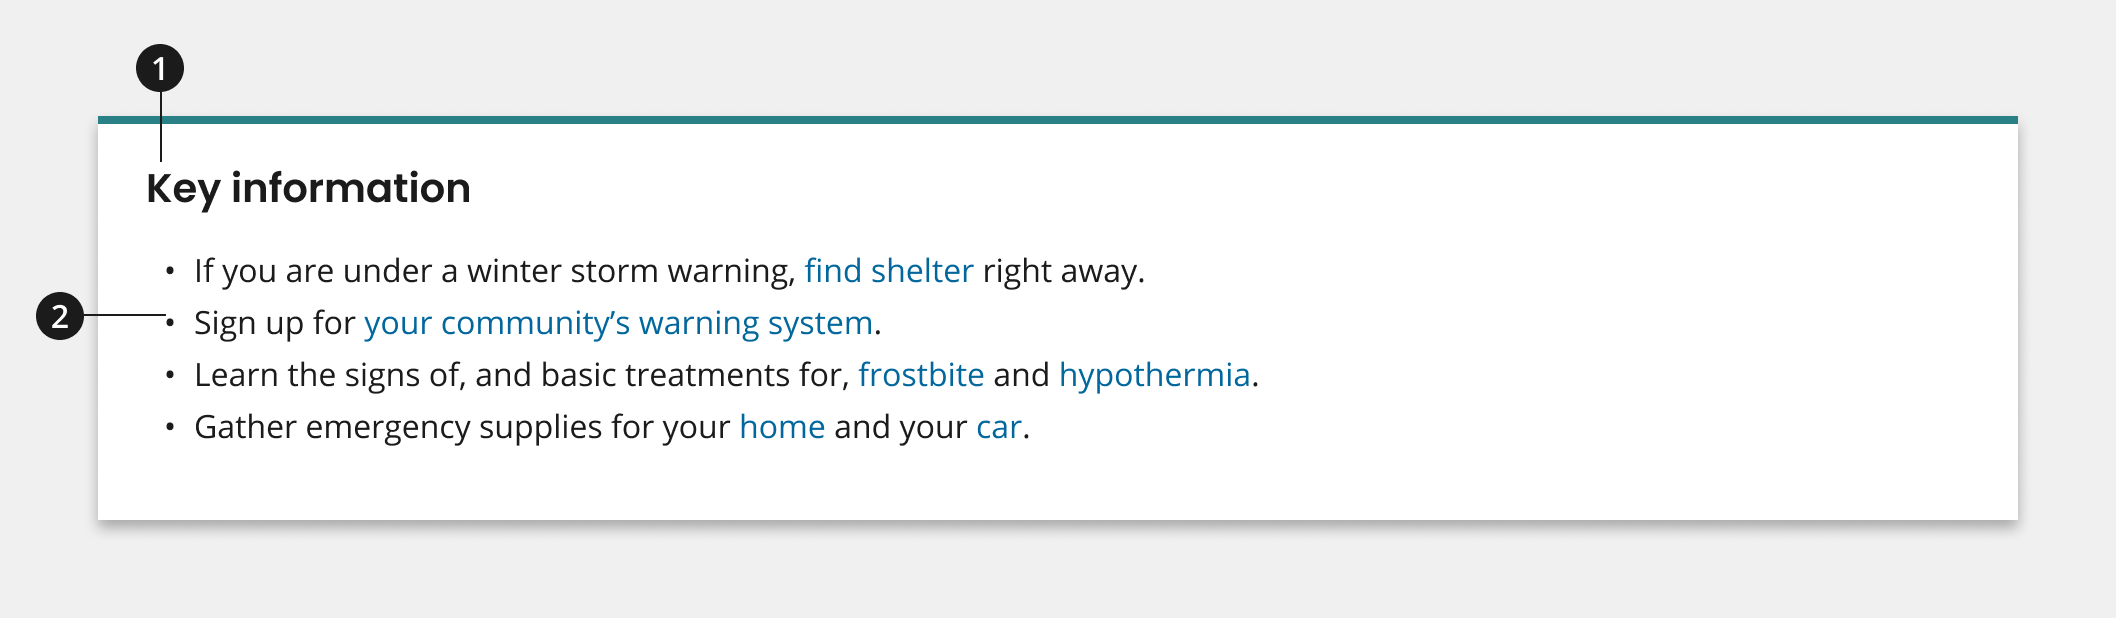 1
Key information
• If you are under a winter storm warning, find shelter right away.
2
• Sign up for your community’s warning system.
• Learn the signs of, and basic treatments for, frostbite and hypothermia.
• Gather emergency supplies for your home and your car.